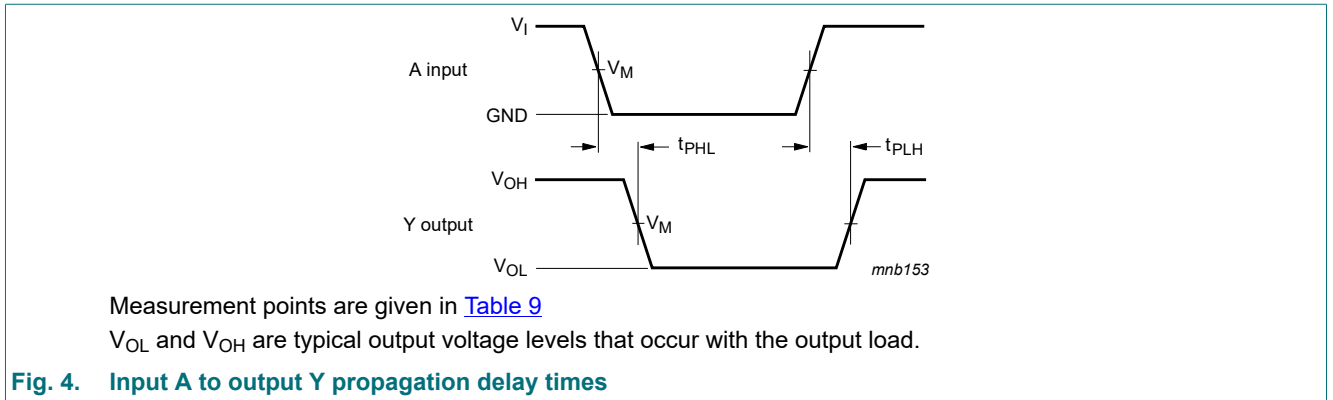 V_I
A input
V_M
GND
t_PHL
t_PLH
V_OH
Y output
V_M
V_OL
mnb153
Measurement points are given in Table 9
V_OL and V_OH are typical output voltage levels that occur with the output load.
Fig. 4. Input A to output Y propagation delay times